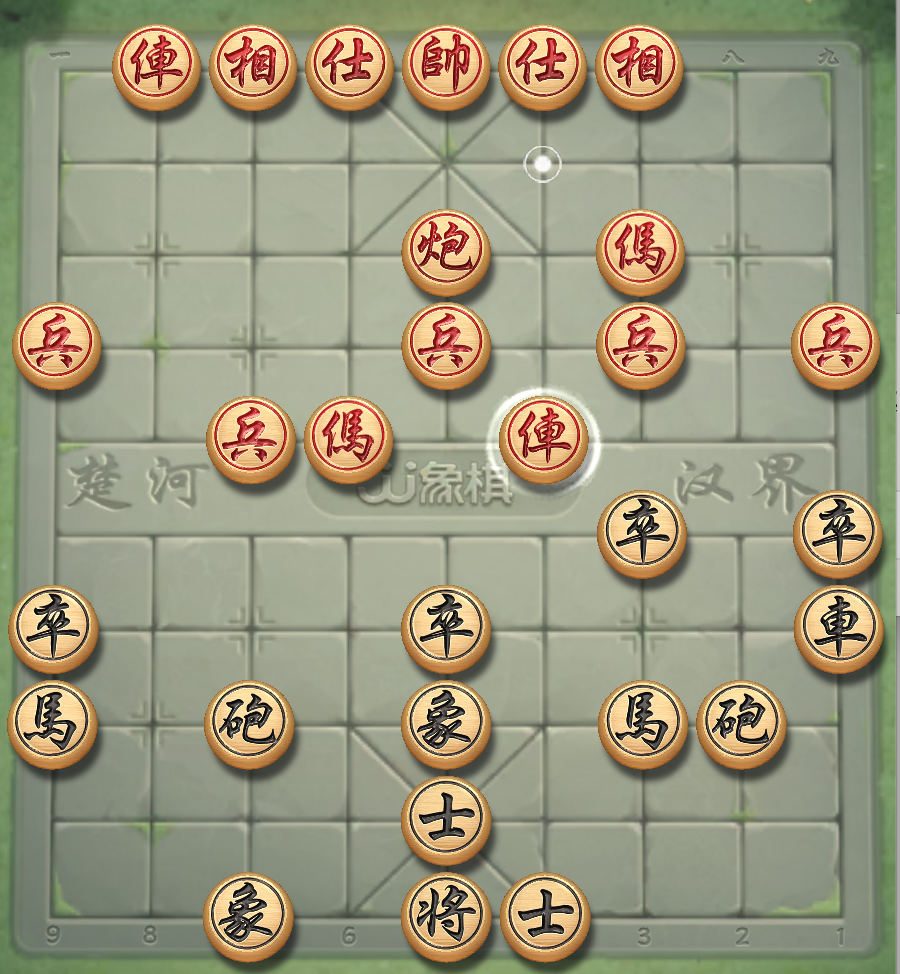 一 八 九
俥 相 仕 帥 仕 相
炮 傌
兵 兵 兵 兵
兵 傌 俥
楚河 JJ象棋 汉界
卒 卒
卒 卒 車
馬 砲 象 馬 砲
士
象 将 士
9 8 6 3 2 1